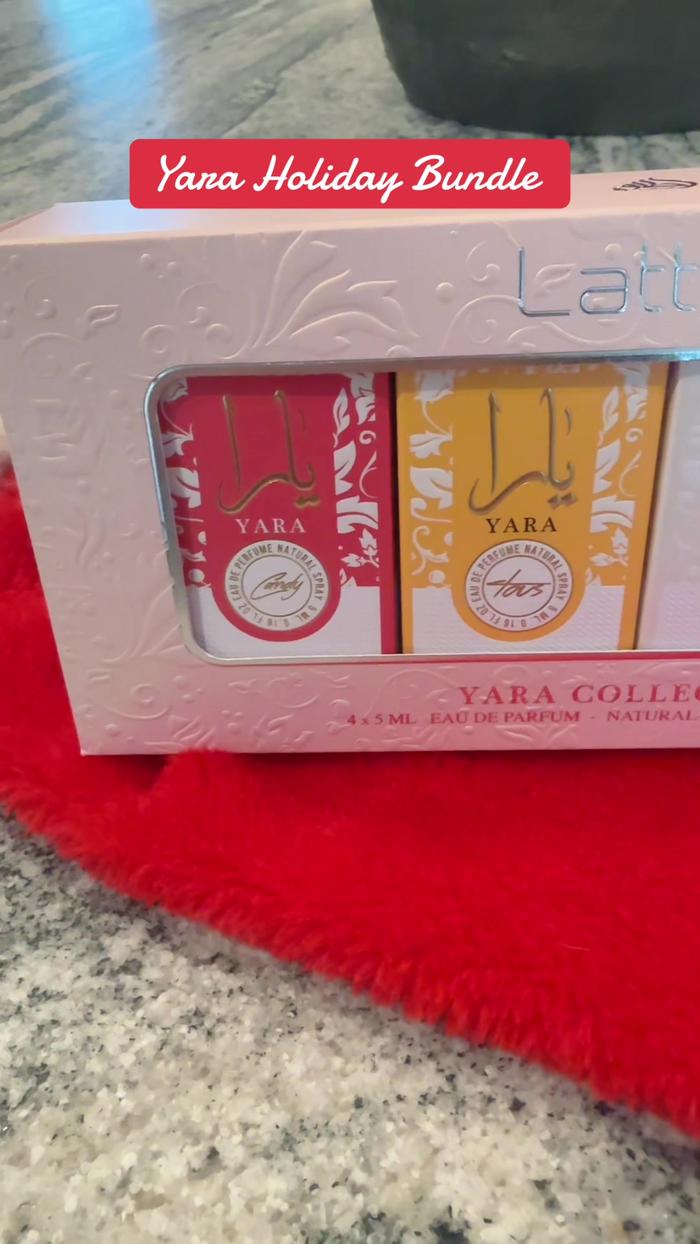 Yara Holiday Bundle
Latt
يارا
YARA
EAU DE PERFUME NATURAL SPRAY 5 ML 0.16 FL OZ
Candy
يارا
YARA
EAU DE PERFUME NATURAL SPRAY 5 ML 0.16 FL OZ
Tous
YARA COLLEC
4 x 5 ML EAU DE PARFUM - NATURAL